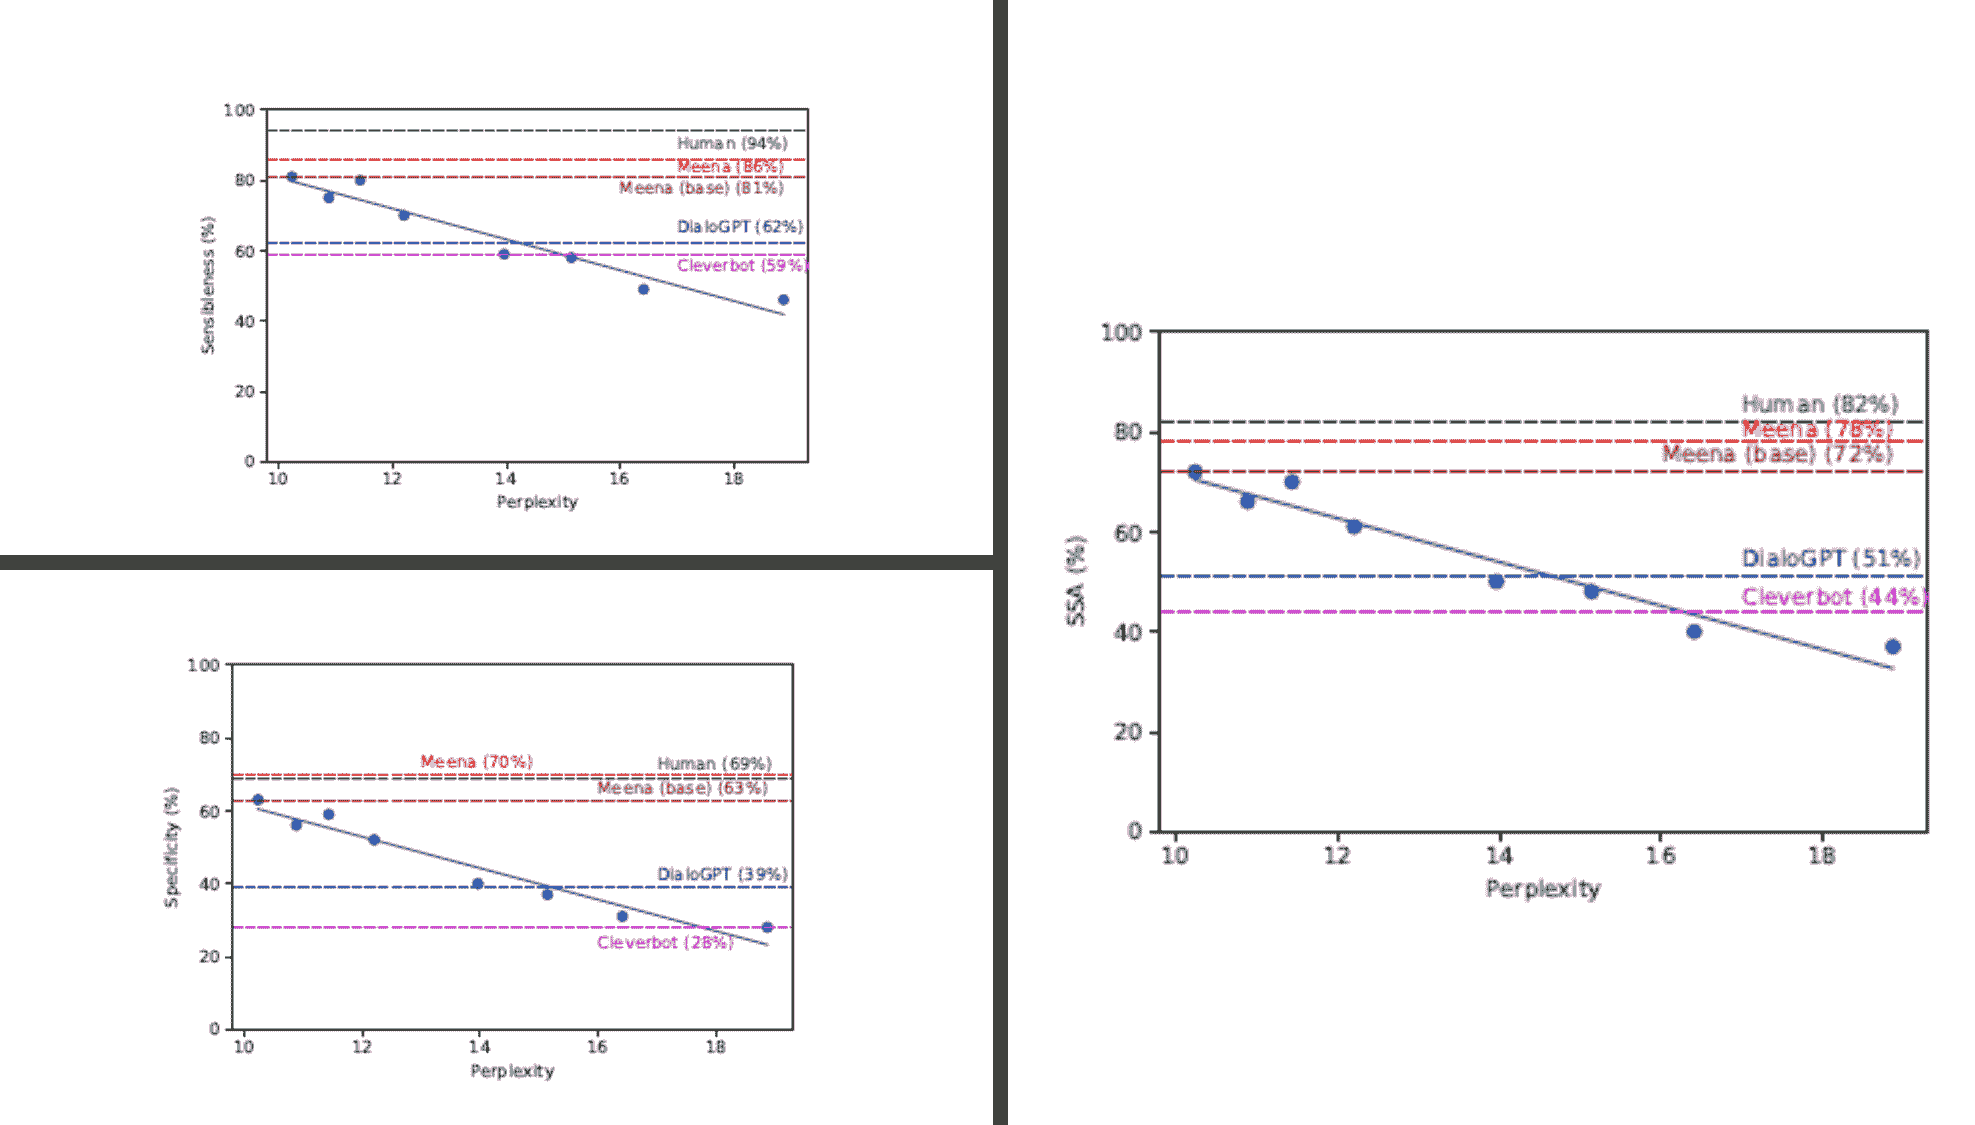 100
80
60
40
20
0
Sensibleness (%)
Human (94%)
Meena (86%)
Meena (base) (81%)
DialoGPT (62%)
Cleverbot (59%)
10 12 14 16 18
Perplexity
100
80
60
40
20
0
Specificity (%)
Meena (70%)
Human (69%)
Meena (base) (63%)
DialoGPT (39%)
Cleverbot (28%)
10 12 14 16 18
Perplexity
100
80
60
40
20
0
SSA (%)
Human (82%)
Meena (78%)
Meena (base) (72%)
DialoGPT (51%)
Cleverbot (44%)
10 12 14 16 18
Perplexity